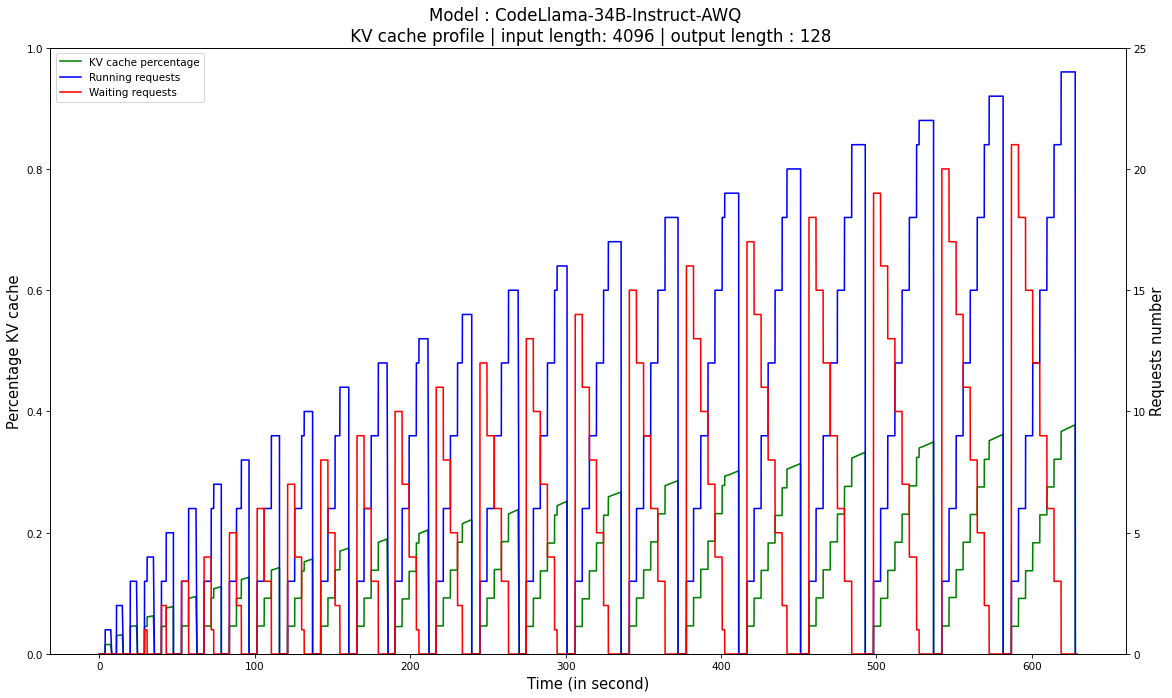 Model : CodeLlama-34B-Instruct-AWQ
KV cache profile | input length: 4096 | output length : 128
KV cache percentage
Running requests
Waiting requests
1.0
0.8
0.6
0.4
0.2
0.0
Percentage KV cache
25
20
15
10
5
0
Requests number
0 100 200 300 400 500 600
Time (in second)